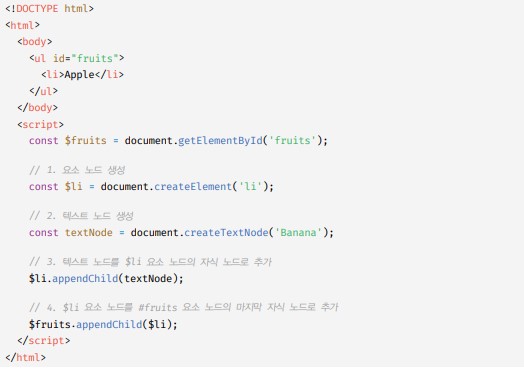 <!DOCTYPE html>
<html>
<body>
<ul id="fruits">
<li>Apple</li>
</ul>
</body>
<script>
const $fruits = document.getElementById('fruits');
// 1. 요소 노드 생성
const $li = document.createElement('li');
// 2. 텍스트 노드 생성
const textNode = document.createTextNode('Banana');
// 3. 텍스트 노드를 $li 요소 노드의 자식 노드로 추가
$li.appendChild(textNode);
// 4. $li 요소 노드를 #fruits 요소 노드의 마지막 자식 노드로 추가
$fruits.appendChild($li);
</script>
</html>